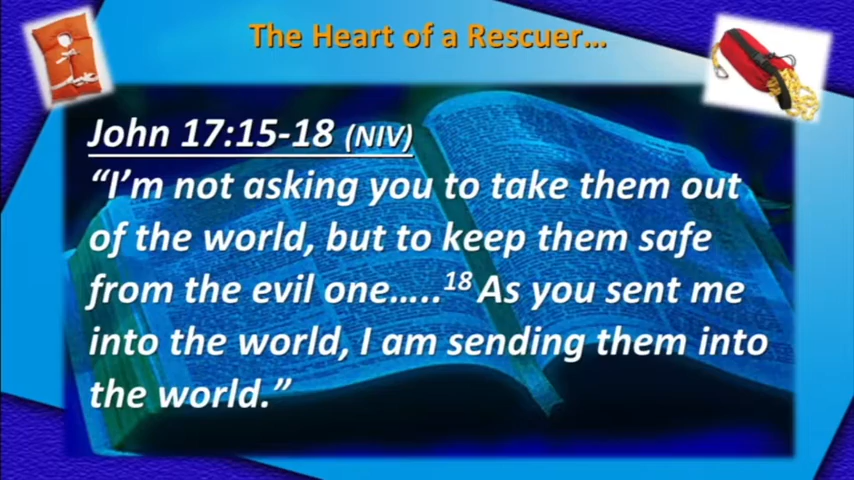 The Heart of a Rescuer…
John 17:15-18 (NIV)
“I’m not asking you to take them out
of the world, but to keep them safe
from the evil one…..18 As you sent me
into the world, I am sending them into
the world.”